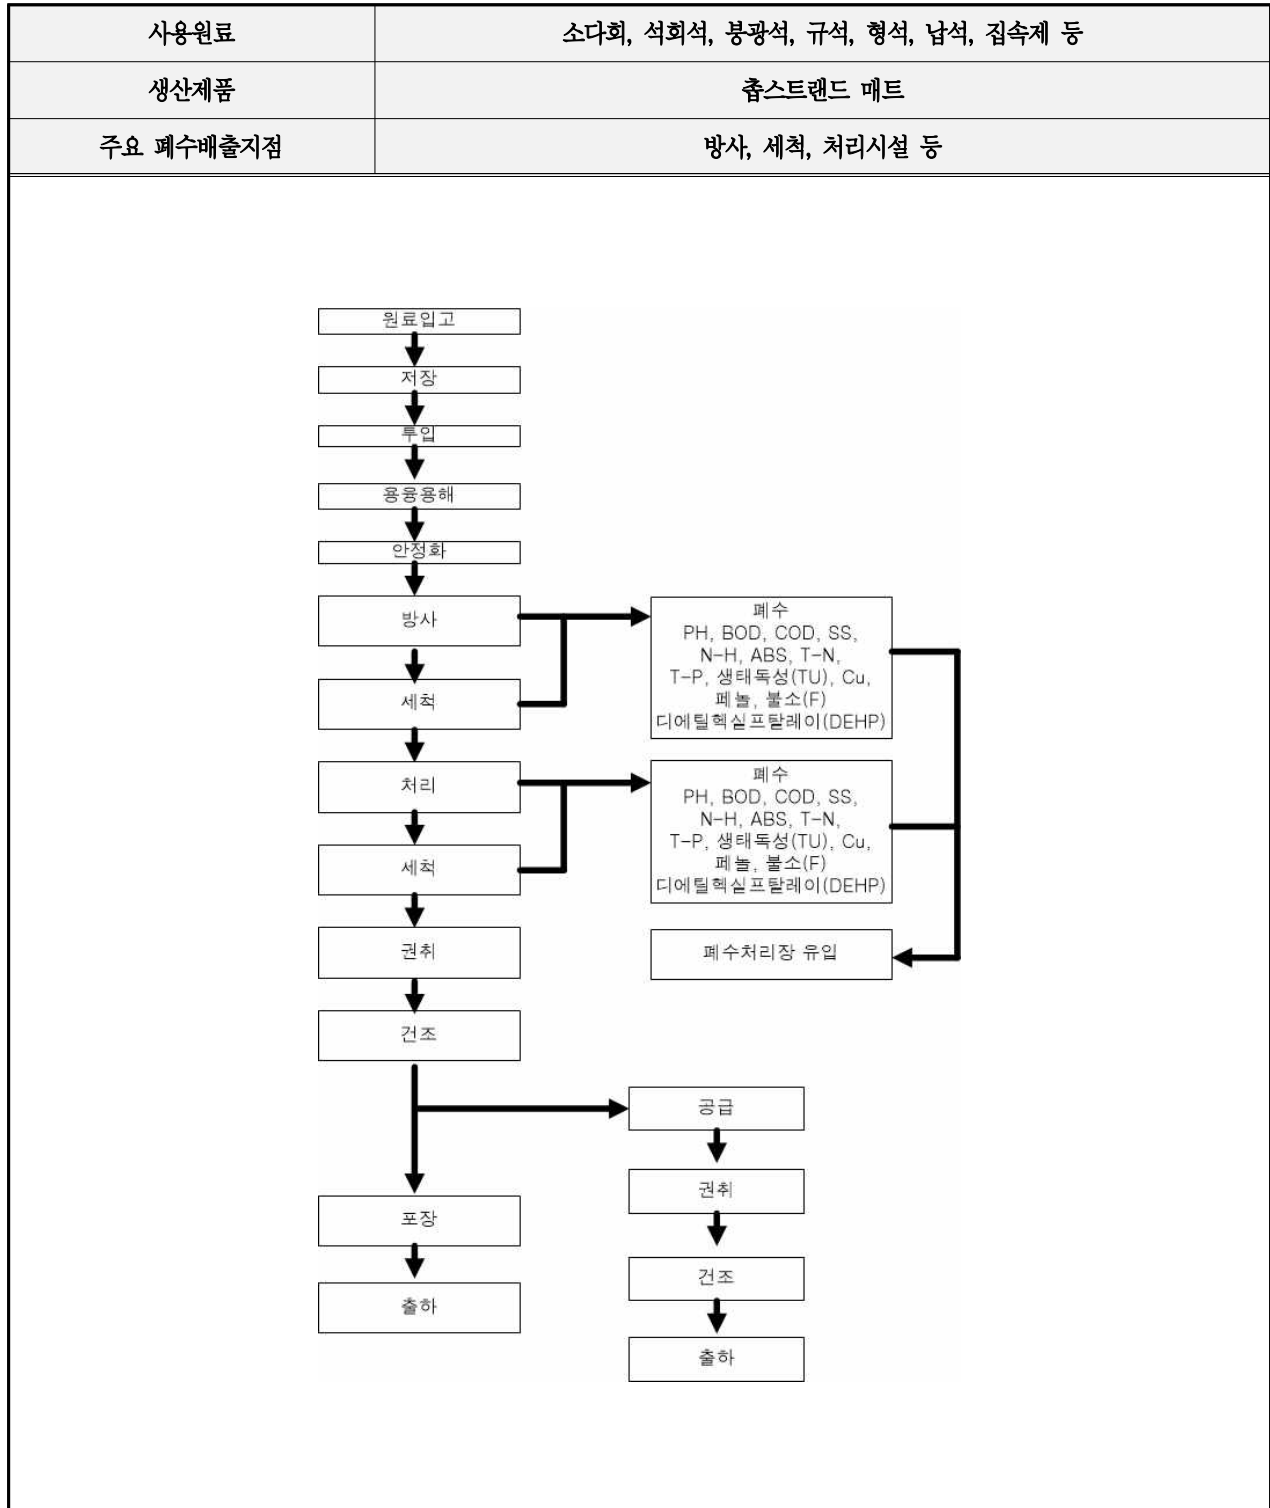 사용원료
소다회, 석회석, 붕광석, 규석, 형석, 납석, 집속제 등
생산제품
촙스트랜드 매트
주요 폐수배출지점
방사, 세척, 처리시설 등
원료입고
저장
투입
용융용해
안정화
방사
세척
처리
세척
권취
건조
포장
출하
폐수
PH, BOD, COD, SS,
N-H, ABS, T-N,
T-P, 생태독성(TU), Cu,
페놀, 불소(F)
디에틸헥실프탈레이(DEHP)
폐수
PH, BOD, COD, SS,
N-H, ABS, T-N,
T-P, 생태독성(TU), Cu,
페놀, 불소(F)
디에틸헥실프탈레이(DEHP)
폐수처리장 유입
공급
권취
건조
출하